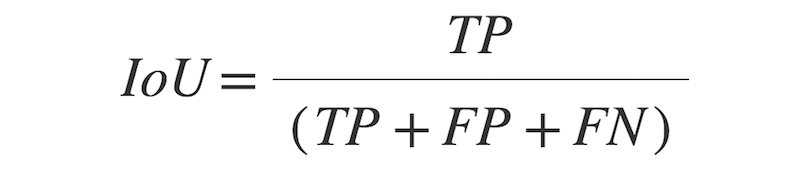 IoU = TP / (TP + FP + FN)